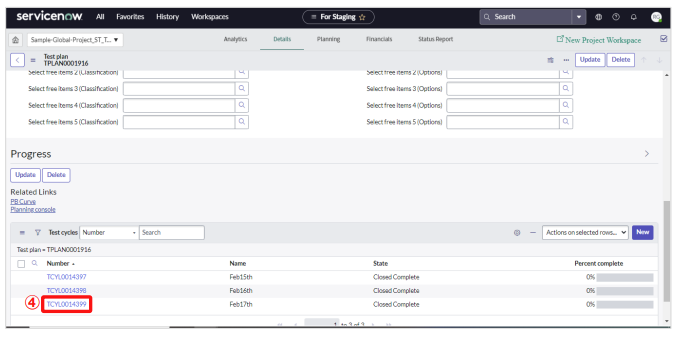 servicenow All Favorites History Workspaces For Staging ☆ Search
Sample-Global-Project_ST_T... ▼ Analytics Details Planning Financials Status Report New Project Workspace
Test plan
TPLAN0001916
Update Delete
Select free items 2 (Classification) Select free items 2 (Options)
Select free items 3 (Classification) Select free items 3 (Options)
Select free items 4 (Classification) Select free items 4 (Options)
Select free items 5 (Classification) Select free items 5 (Options)
Progress
Update Delete
Related Links
PB Curve
Planning console
Test cycles Number Search Actions on selected rows... New
Test plan = TPLAN0001916
Number Name State Percent complete
TCYL0014397 Feb15th Closed Complete 0%
TCYL0014398 Feb16th Closed Complete 0%
④ TCYL0014399 Feb17th Closed Complete 0%
1 to 3 of 3